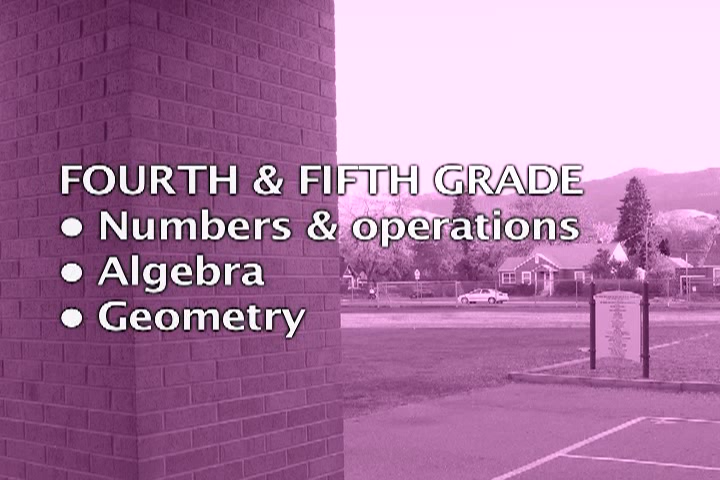 FOURTH & FIFTH GRADE
• Numbers & operations
• Algebra
• Geometry